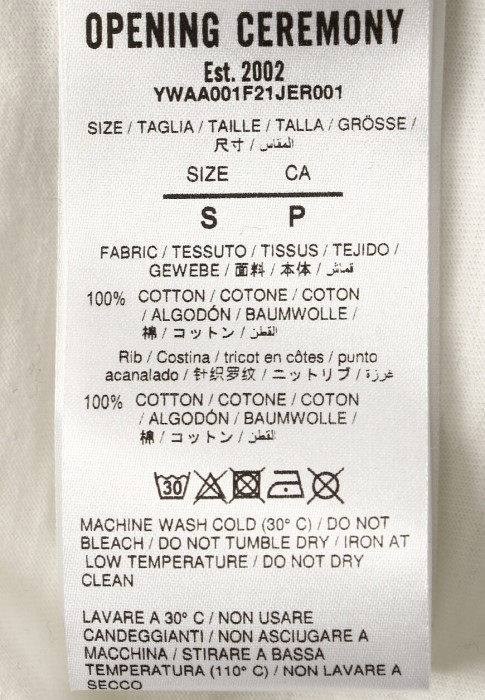 OPENING CEREMONY
Est. 2002
YWAA001F21JER001
SIZE / TAGLIA / TAILLE / TALLA / GRÖSSE /
尺寸 / المقاس
SIZE CA
S P
FABRIC / TESSUTO / TISSUS / TEJIDO /
GEWEBE / 面料 / 本体 / قماش
100% COTTON / COTONE / COTON
/ ALGODÓN / BAUMWOLLE /
棉 / コットン / القطن
Rib / Costina / tricot en côtes / punto
acanalado / 针织罗纹 / ニットリブ / غرزة
100% COTTON / COTONE / COTON
/ ALGODÓN / BAUMWOLLE /
棉 / コットン / القطن
30
MACHINE WASH COLD (30° C) / DO NOT
BLEACH / DO NOT TUMBLE DRY / IRON AT
LOW TEMPERATURE / DO NOT DRY
CLEAN
LAVARE A 30° C / NON USARE
CANDEGGIANTI / NON ASCIUGARE A
MACCHINA / STIRARE A BASSA
TEMPERATURA (110° C) / NON LAVARE A
SECCO